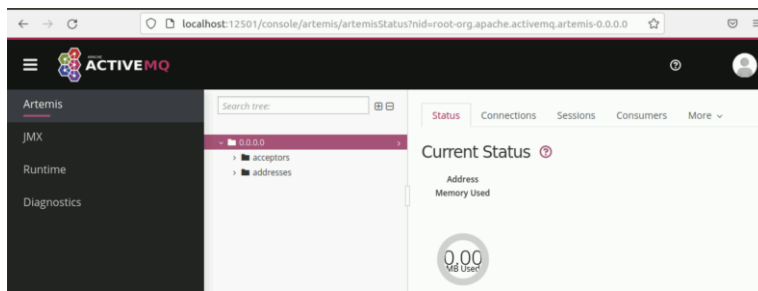 localhost:12501/console/artemis/artemisStatus?nid=root-org.apache.activemq.artemis-0.0.0.0
APACHE
ACTIVEMQ
Artemis
JMX
Runtime
Diagnostics
Search tree:
0.0.0.0
acceptors
addresses
Status Connections Sessions Consumers More
Current Status
Address
Memory Used
0.00
MB Used